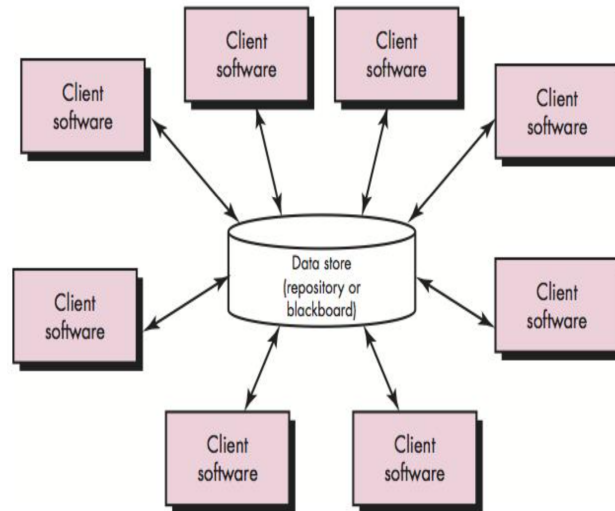 Client
software
Client
software
Client
software
Client
software
Data store
(repository or
blackboard)
Client
software
Client
software
Client
software
Client
software